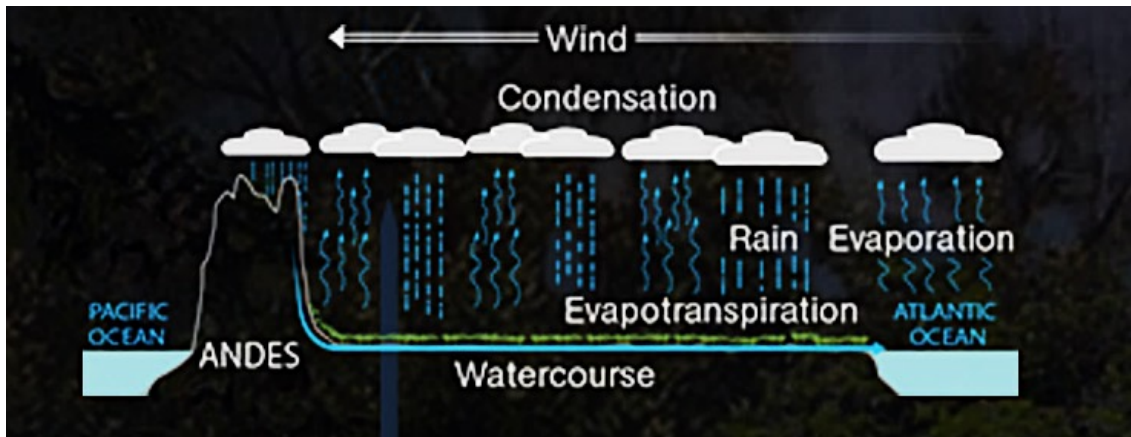 Wind
Condensation
Rain
Evaporation
Evapotranspiration
PACIFIC
OCEAN
ATLANTIC
OCEAN
ANDES
Watercourse